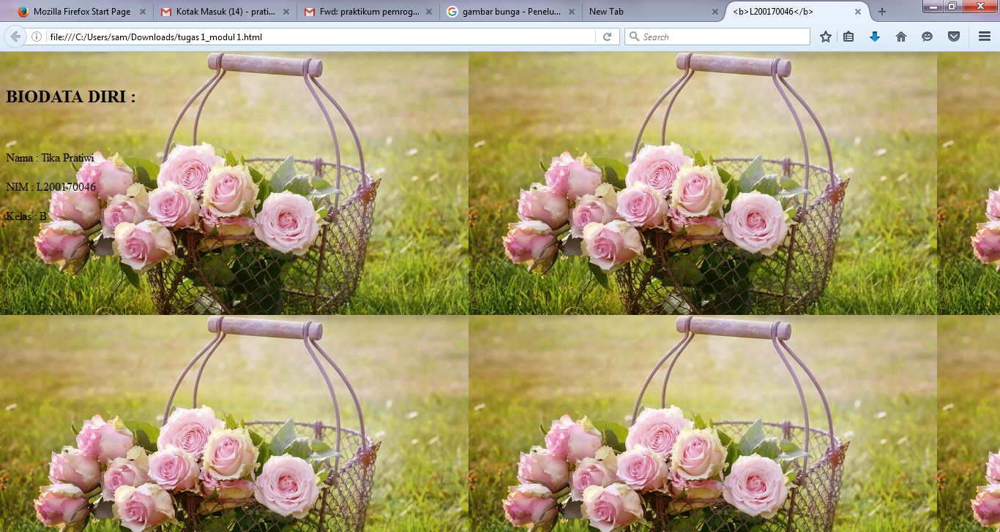 Mozilla Firefox Start Page
Kotak Masuk (14) - prati...
Fwd: praktikum pemrog...
gambar bunga - Penelu...
New Tab
<b>L200170046</b>
file:///C:/Users/sam/Downloads/tugas 1_modul 1.html
Search
BIODATA DIRI :
Nama : Tika Pratiwi
NIM : L200170046
Kelas : B